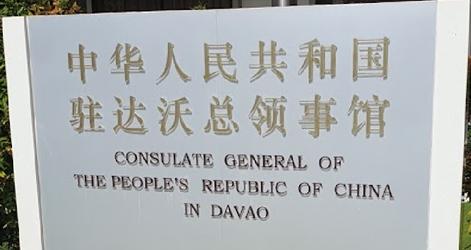 中华人民共和国
驻达沃总领事馆
CONSULATE GENERAL OF
THE PEOPLE'S REPUBLIC OF CHINA
IN DAVAO